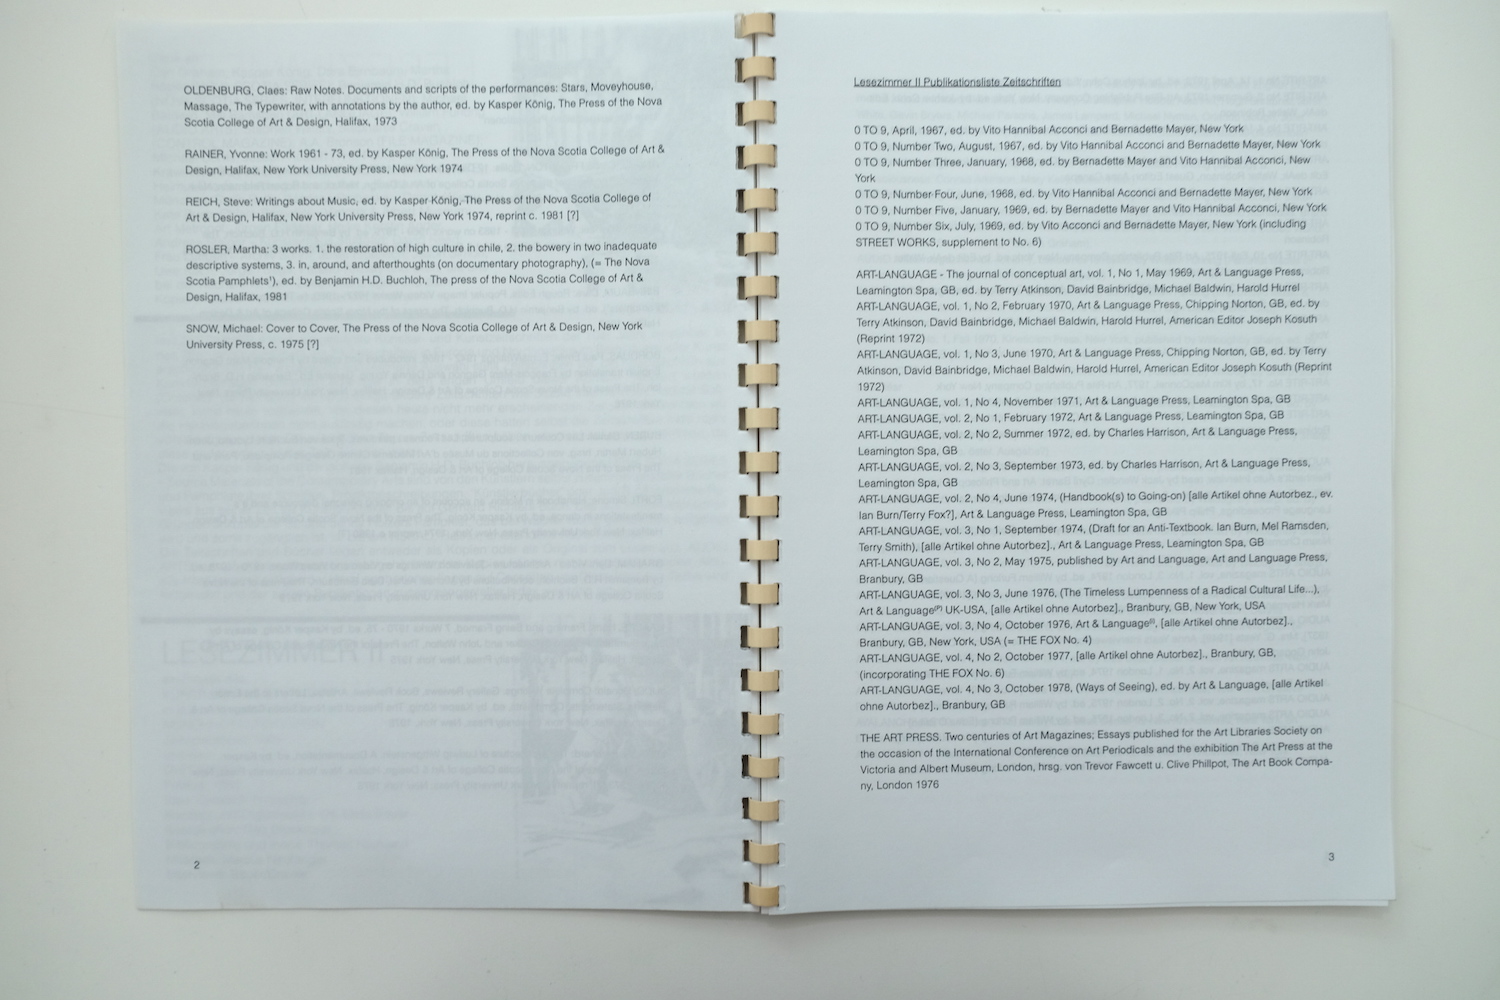 OLDENBURG, Claes: Raw Notes. Documents and scripts of the performances: Stars, Moveyhouse,
Massage, The Typewriter, with annotations by the author, ed. by Kasper König, The Press of the Nova
Scotia College of Art & Design, Halifax, 1973
RAINER, Yvonne: Work 1961 - 73, ed. by Kasper König, The Press of the Nova Scotia College of Art &
Design, Halifax, New York University Press, New York 1974
REICH, Steve: Writings about Music, ed. by Kasper König, The Press of the Nova Scotia College of
Art & Design, Halifax, New York University Press, New York 1974, reprint c. 1981 [?]
ROSLER, Martha: 3 works. 1. the restoration of high culture in chile, 2. the bowery in two inadequate
descriptive systems, 3. in, around, and afterthoughts (on documentary photography), (= The Nova
Scotia Pamphlets¹), ed. by Benjamin H.D. Buchloh, The press of the Nova Scotia College of Art &
Design, Halifax, 1981
SNOW, Michael: Cover to Cover, The Press of the Nova Scotia College of Art & Design, New York
University Press, c. 1975 [?]
LESEZIMMER II
2
Lesezimmer II Publikationsliste Zeitschriften
0 TO 9, April, 1967, ed. by Vito Hannibal Acconci and Bernadette Mayer, New York
0 TO 9, Number Two, August, 1967, ed. by Vito Hannibal Acconci and Bernadette Mayer, New York
0 TO 9, Number Three, January, 1968, ed. by Bernadette Mayer and Vito Hannibal Acconci, New
York
0 TO 9, Number Four, June, 1968, ed. by Vito Hannibal Acconci and Bernadette Mayer, New York
0 TO 9, Number Five, January, 1969, ed. by Bernadette Mayer and Vito Hannibal Acconci, New York
0 TO 9, Number Six, July, 1969, ed. by Vito Acconci and Bernadette Mayer, New York (including
STREET WORKS, supplement to No. 6)
ART-LANGUAGE - The journal of conceptual art, vol. 1, No 1, May 1969, Art & Language Press,
Leamington Spa, GB, ed. by Terry Atkinson, David Bainbridge, Michael Baldwin, Harold Hurrel
ART-LANGUAGE, vol. 1, No 2, February 1970, Art & Language Press, Chipping Norton, GB, ed. by
Terry Atkinson, David Bainbridge, Michael Baldwin, Harold Hurrel, American Editor Joseph Kosuth
(Reprint 1972)
ART-LANGUAGE, vol. 1, No 3, June 1970, Art & Language Press, Chipping Norton, GB, ed. by Terry
Atkinson, David Bainbridge, Michael Baldwin, Harold Hurrel, American Editor Joseph Kosuth (Reprint
1972)
ART-LANGUAGE, vol. 1, No 4, November 1971, Art & Language Press, Leamington Spa, GB
ART-LANGUAGE, vol. 2, No 1, February 1972, Art & Language Press, Leamington Spa, GB
ART-LANGUAGE, vol. 2, No 2, Summer 1972, ed. by Charles Harrison, Art & Language Press,
Leamington Spa, GB
ART-LANGUAGE, vol. 2, No 3, September 1973, ed. by Charles Harrison, Art & Language Press,
Leamington Spa, GB
ART-LANGUAGE, vol. 2, No 4, June 1974, (Handbook(s) to Going-on) [alle Artikel ohne Autorbez., ev.
Ian Burn/Terry Fox?], Art & Language Press, Leamington Spa, GB
ART-LANGUAGE, vol. 3, No 1, September 1974, (Draft for an Anti-Textbook. Ian Burn, Mel Ramsden,
Terry Smith), [alle Artikel ohne Autorbez]., Art & Language Press, Leamington Spa, GB
ART-LANGUAGE, vol. 3, No 2, May 1975, published by Art and Language, Art and Language Press,
Branbury, GB
ART-LANGUAGE, vol. 3, No 3, June 1976, (The Timeless Lumpenness of a Radical Cultural Life...),
Art & Language⁽ᴾ⁾ UK-USA, [alle Artikel ohne Autorbez]., Branbury, GB, New York, USA
ART-LANGUAGE, vol. 3, No 4, October 1976, Art & Language, [alle Artikel ohne Autorbez].,
Branbury, GB, New York, USA (= THE FOX No. 4)
ART-LANGUAGE, vol. 4, No 2, October 1977, [alle Artikel ohne Autorbez]., Branbury, GB,
(incorporating THE FOX No. 6)
ART-LANGUAGE, vol. 4, No 3, October 1978, (Ways of Seeing), ed. by Art & Language, [alle Artikel
ohne Autorbez]., Branbury, GB
THE ART PRESS. Two centuries of Art Magazines; Essays published for the Art Libraries Society on
the occasion of the International Conference on Art Periodicals and the exhibition The Art Press at the
Victoria and Albert Museum, London, hrsg. von Trevor Fawcett u. Clive Phillpot, The Art Book Compa-
ny, London 1976
3